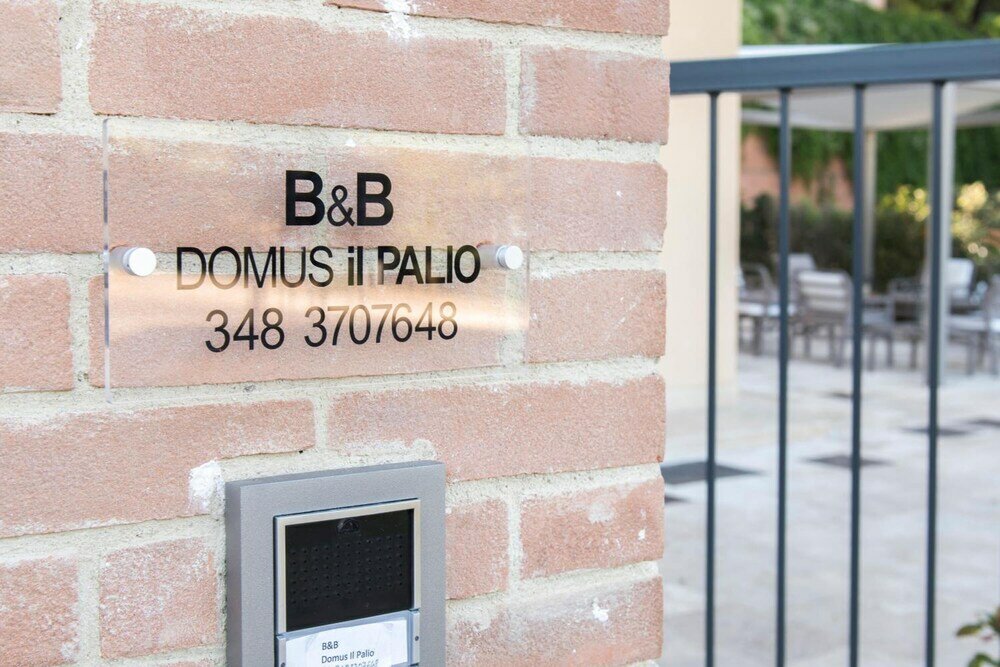 B&B
DOMUS il PALIO
348 3707648
B&B
Domus Il Palio